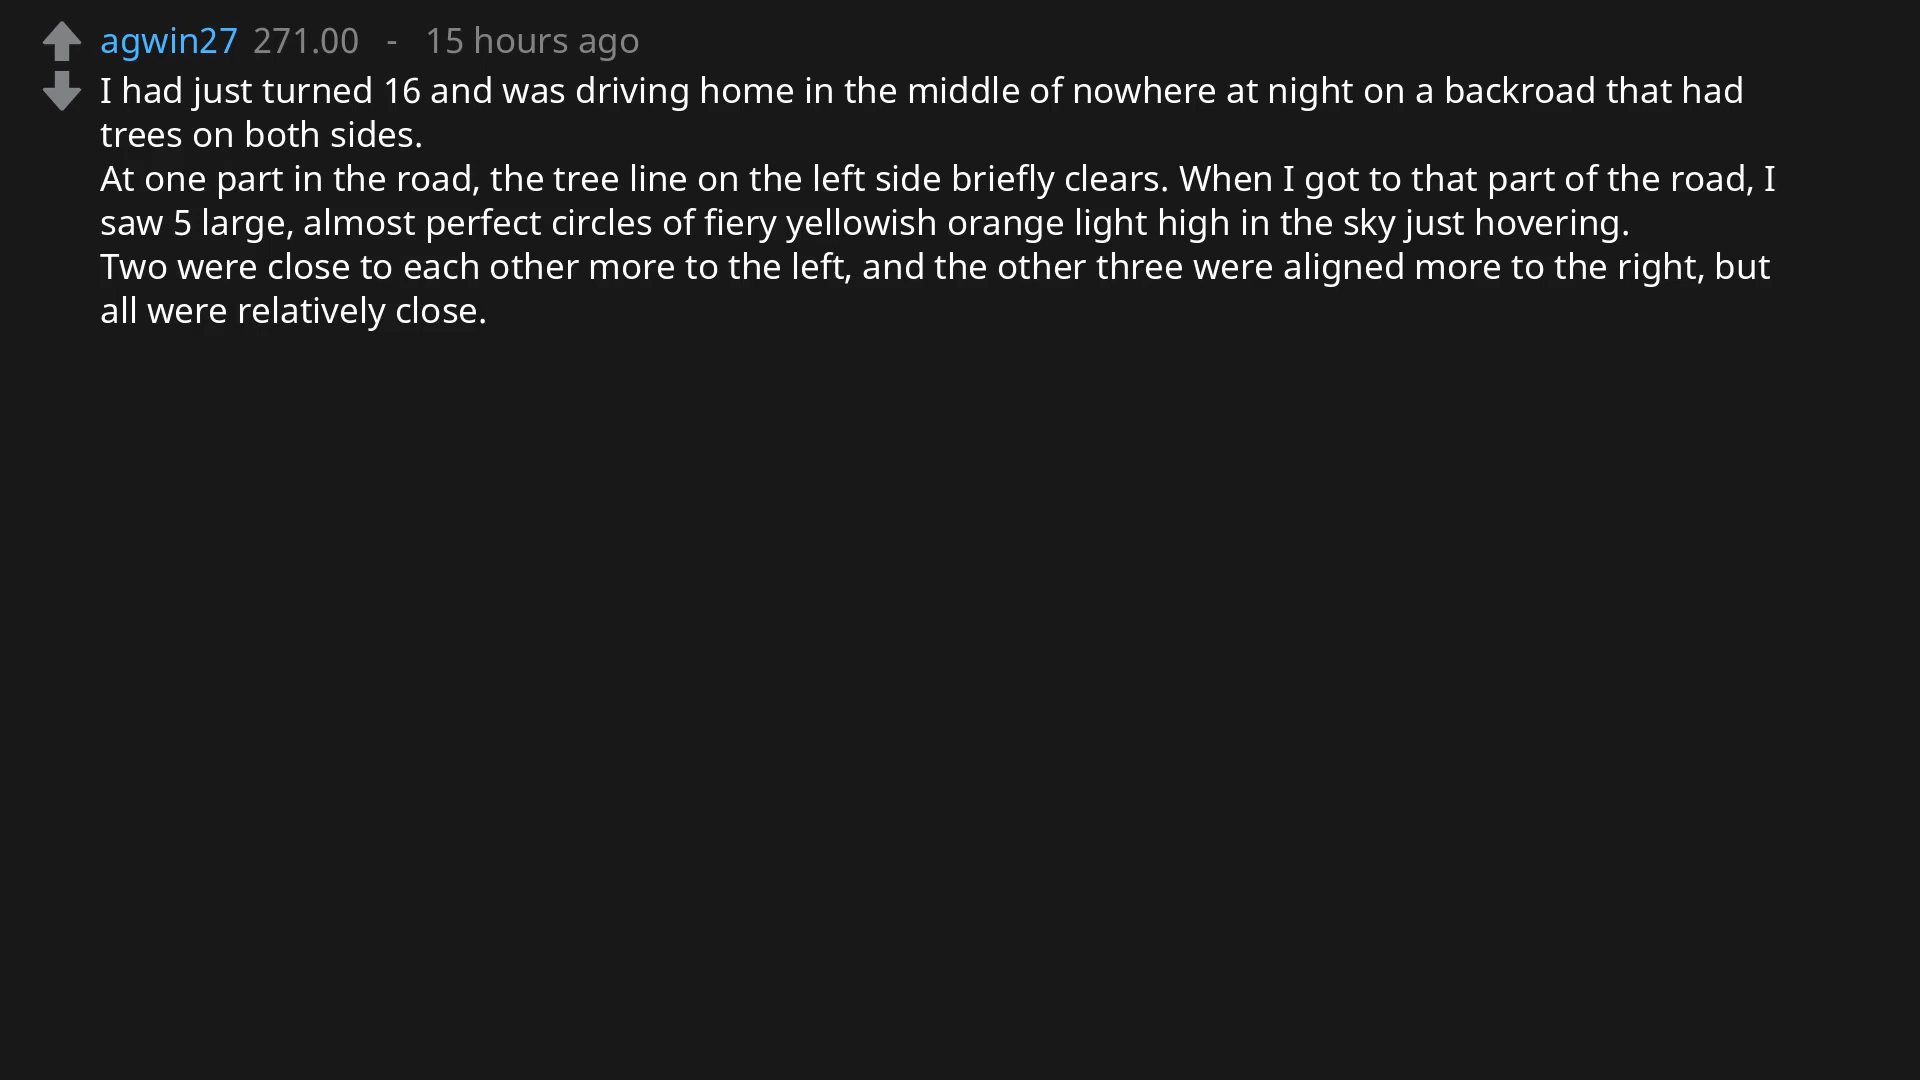 agwin27 271.00 - 15 hours ago
I had just turned 16 and was driving home in the middle of nowhere at night on a backroad that had
trees on both sides.
At one part in the road, the tree line on the left side briefly clears. When I got to that part of the road, I
saw 5 large, almost perfect circles of fiery yellowish orange light high in the sky just hovering.
Two were close to each other more to the left, and the other three were aligned more to the right, but
all were relatively close.